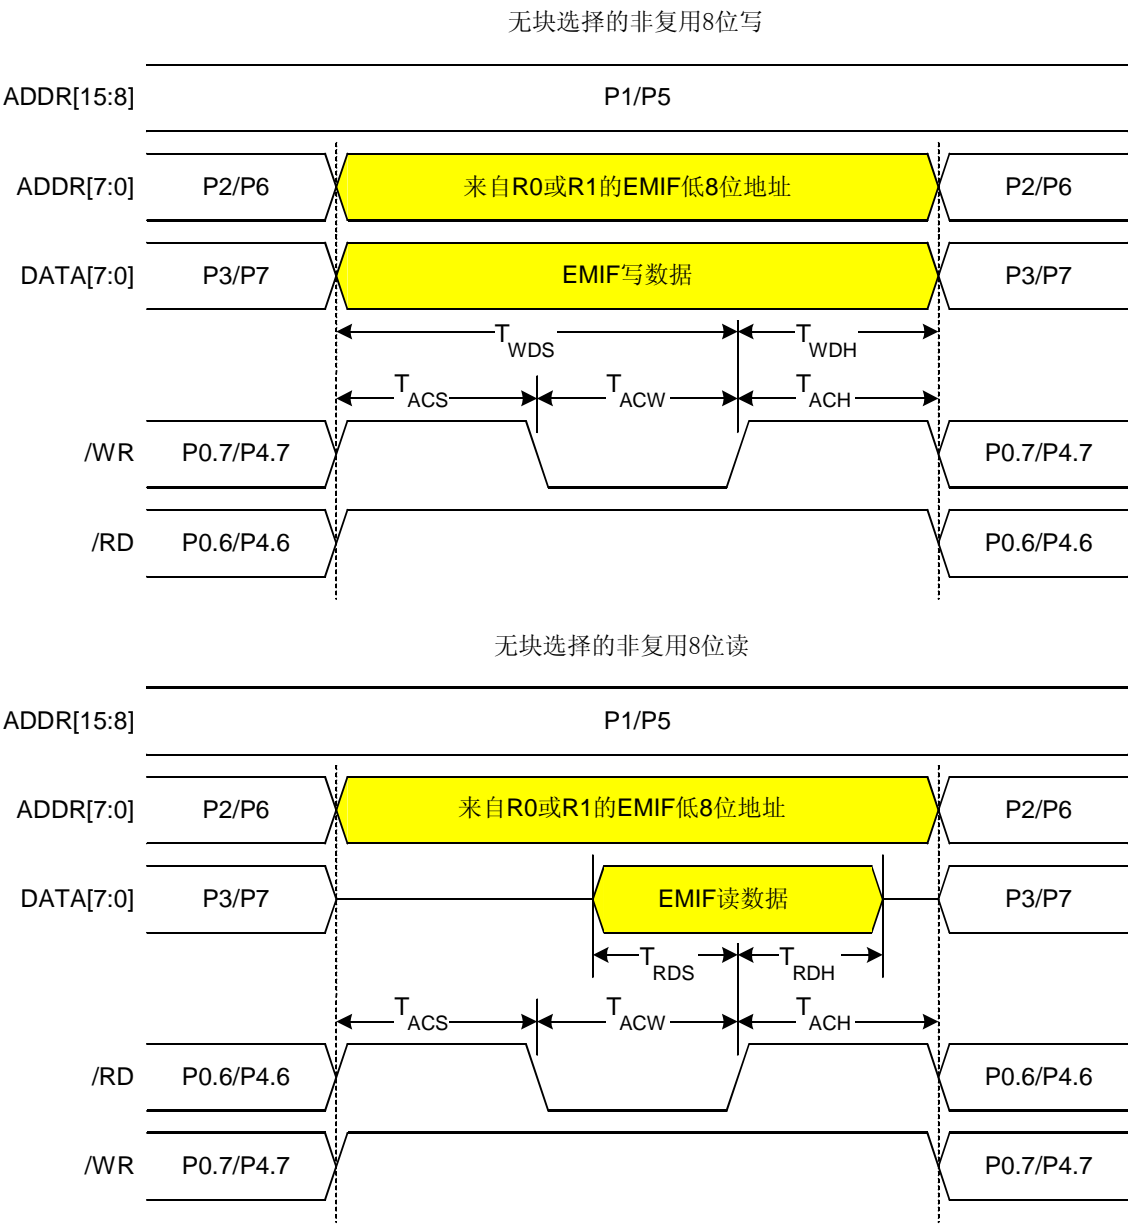 无块选择的非复用8位写
ADDR[15:8] P1/P5
ADDR[7:0] P2/P6 来自R0或R1的EMIF低8位地址 P2/P6
DATA[7:0] P3/P7 EMIF写数据 P3/P7
TWDS TWDH
TACS TACW TACH
/WR P0.7/P4.7 P0.7/P4.7
/RD P0.6/P4.6 P0.6/P4.6
无块选择的非复用8位读
ADDR[15:8] P1/P5
ADDR[7:0] P2/P6 来自R0或R1的EMIF低8位地址 P2/P6
DATA[7:0] P3/P7 EMIF读数据 P3/P7
TRDS TRDH
TACS TACW TACH
/RD P0.6/P4.6 P0.6/P4.6
/WR P0.7/P4.7 P0.7/P4.7